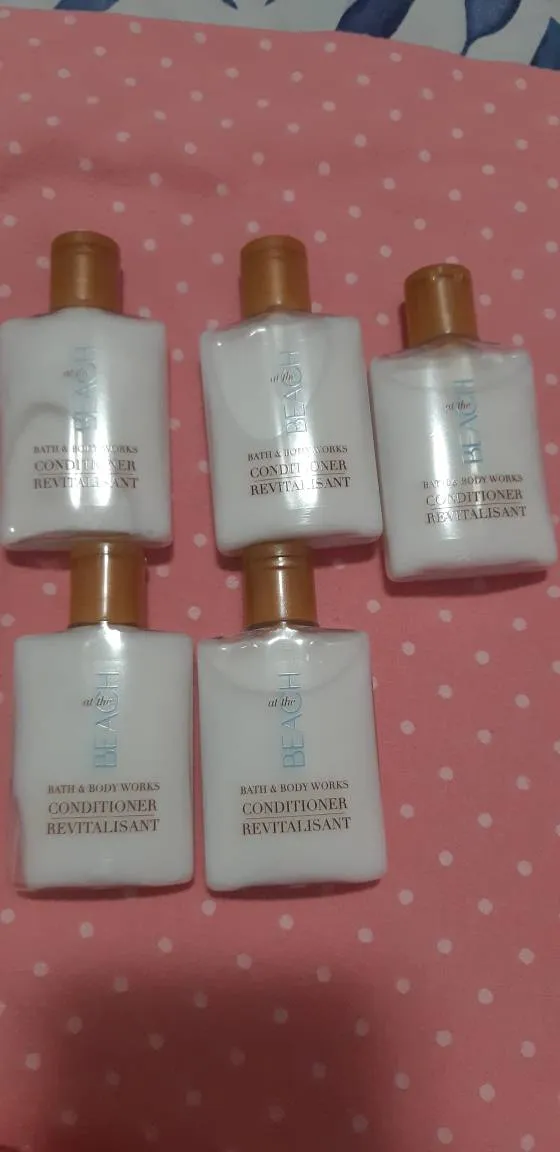 at the
BEACH
BATH & BODY WORKS
CONDITIONER
REVITALISANT
at the
BEACH
BATH & BODY WORKS
CONDITIONER
REVITALISANT
at the
BEACH
BATH & BODY WORKS
CONDITIONER
REVITALISANT
at the
BEACH
BATH & BODY WORKS
CONDITIONER
REVITALISANT
at the
BEACH
BATH & BODY WORKS
CONDITIONER
REVITALISANT